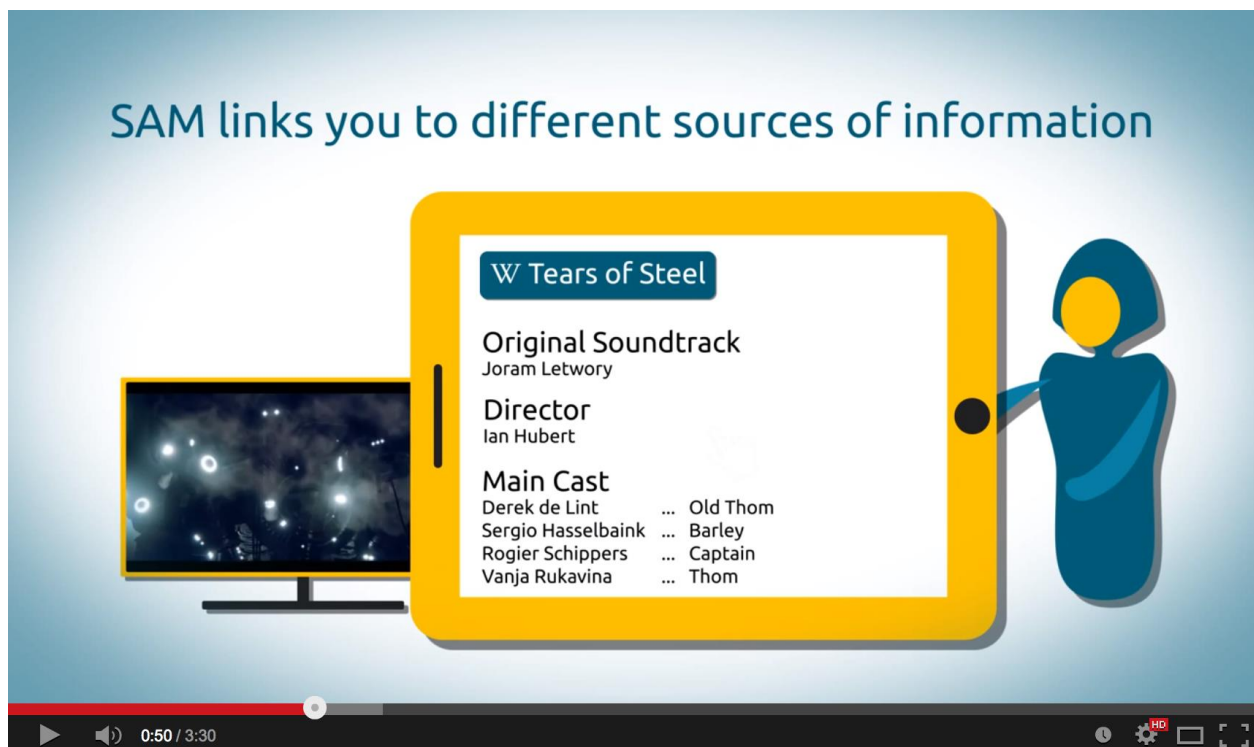 SAM links you to different sources of information
W Tears of Steel
Original Soundtrack
Joram Letwory
Director
Ian Hubert
Main Cast
Derek de Lint ... Old Thom
Sergio Hasselbaink ... Barley
Rogier Schippers ... Captain
Vanja Rukavina ... Thom
0:50 / 3:30
HD